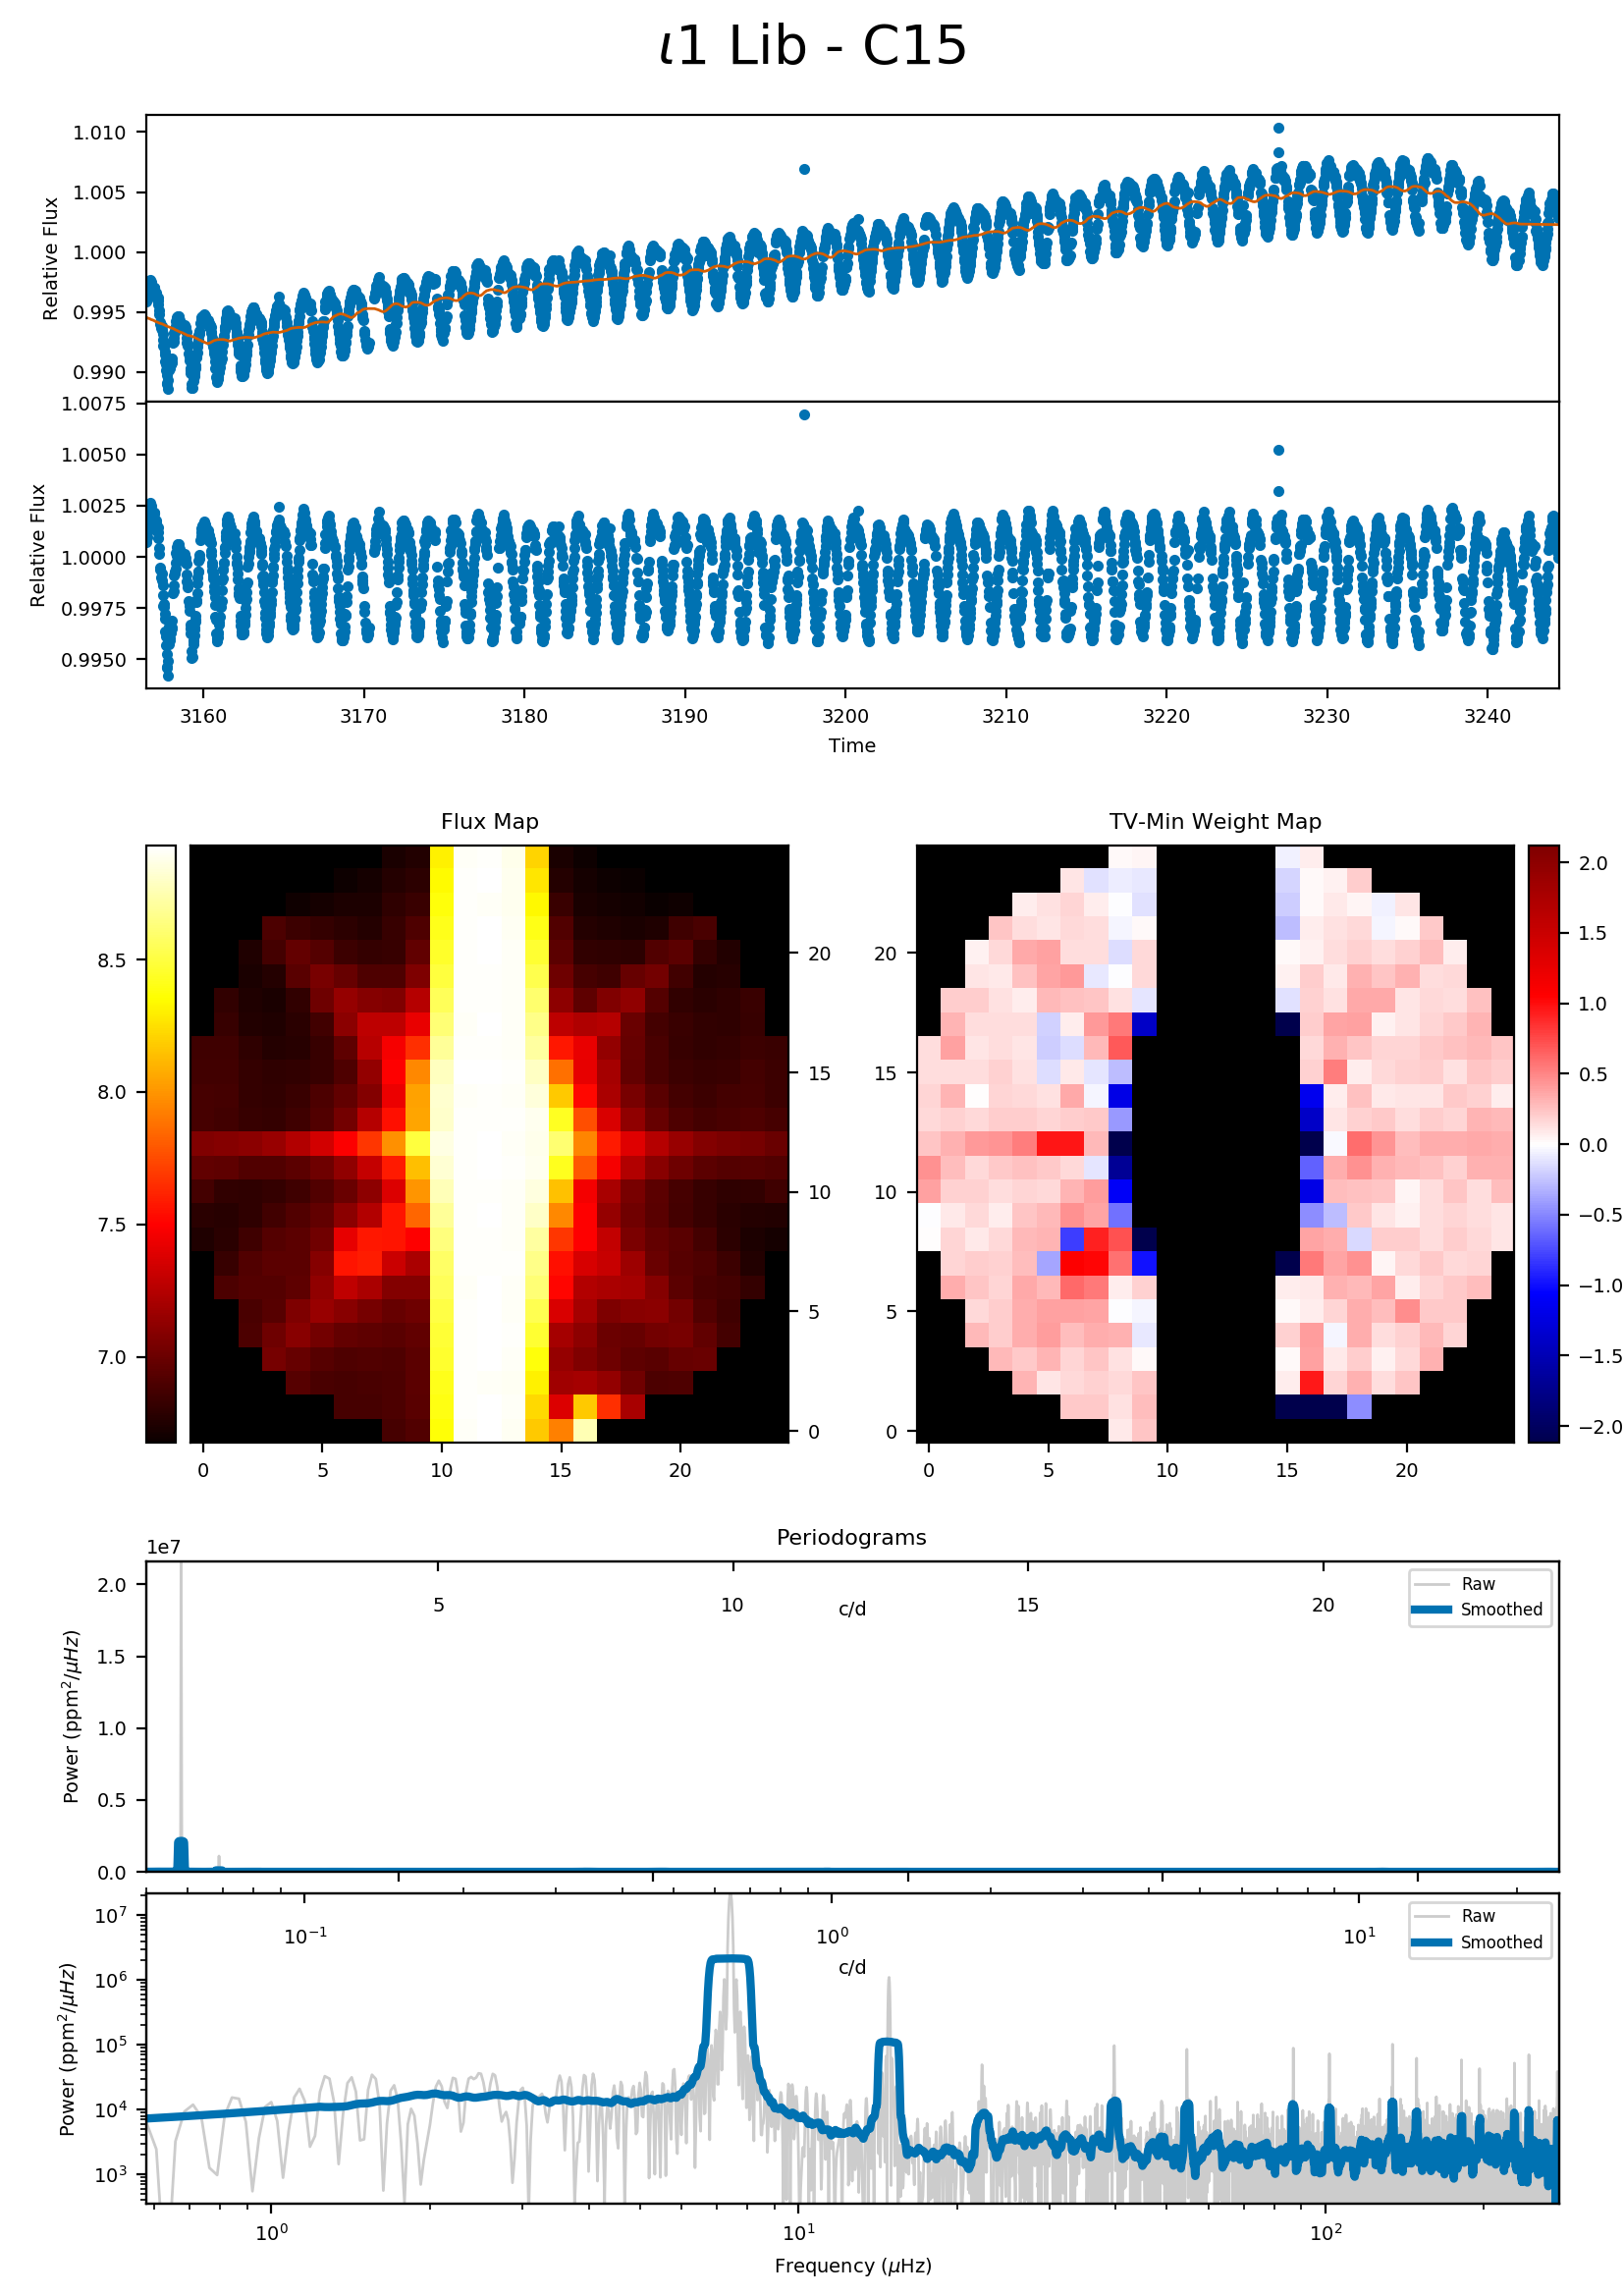 ι1 Lib - C15
1.010
1.005
1.000
0.995
0.990
Relative Flux
1.0075
1.0050
1.0025
1.0000
0.9975
0.9950
Relative Flux
3160 3170 3180 3190 3200 3210 3220 3230 3240
Time
Flux Map
8.5
8.0
7.5
7.0
20
15
10
5
0
0 5 10 15 20
TV-Min Weight Map
20
15
10
5
0
0 5 10 15 20
2.0
1.5
1.0
0.5
0.0
−0.5
−1.0
−1.5
−2.0
Periodograms
1e7
2.0
1.5
1.0
0.5
0.0
Power (ppm²/μHz)
5 10 15 20
c/d
Raw
Smoothed
10⁷
10⁶
10⁵
10⁴
10³
Power (ppm²/μHz)
10⁻¹ 10⁰ 10¹
c/d
Raw
Smoothed
10⁰ 10¹ 10²
Frequency (μHz)